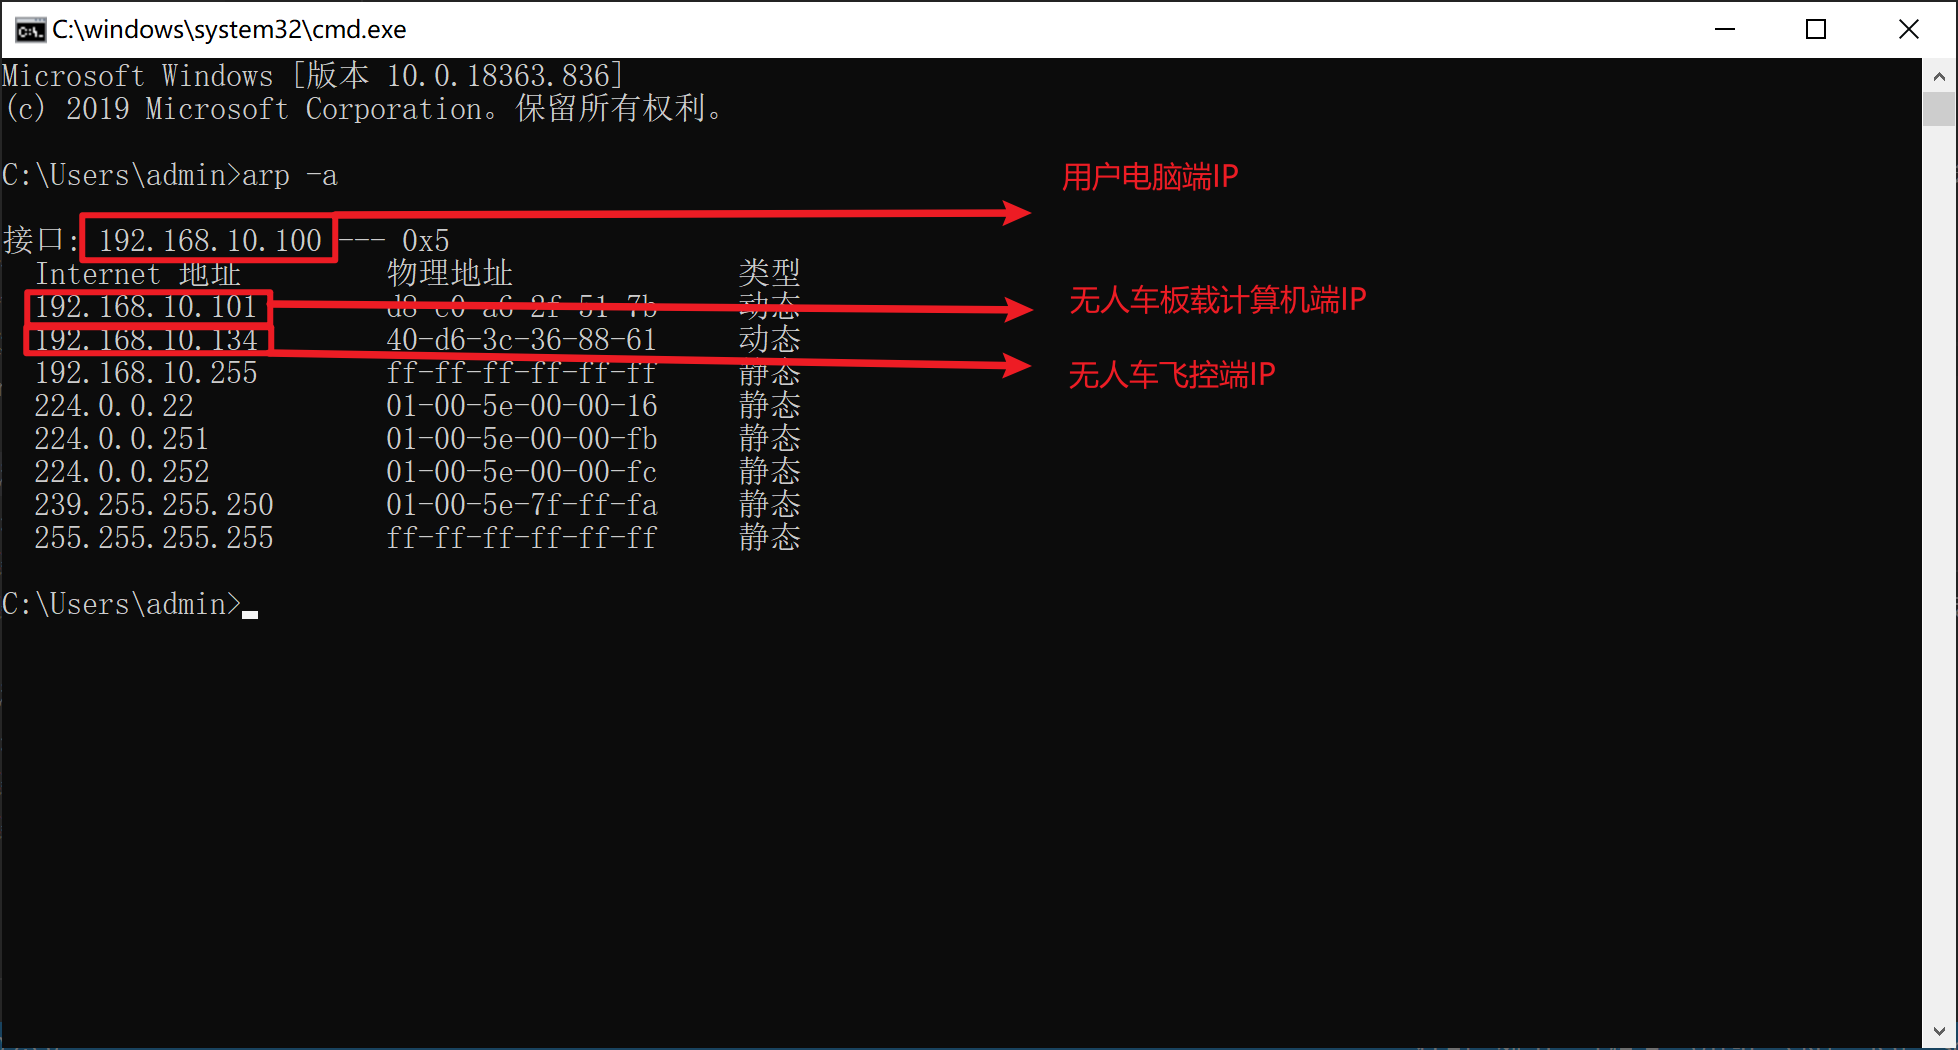 C:\windows\system32\cmd.exe
Microsoft Windows [版本 10.0.18363.836]
(c) 2019 Microsoft Corporation。保留所有权利。
C:\Users\admin>arp -a
用户电脑端IP
接口: 192.168.10.100 --- 0x5
Internet 地址 物理地址 类型
192.168.10.101 d8-c0-a6-2f-51-7b 动态
无人车板载计算机端IP
192.168.10.134 40-d6-3c-36-88-61 动态
192.168.10.255 ff-ff-ff-ff-ff-ff 静态
无人车飞控端IP
224.0.0.22 01-00-5e-00-00-16 静态
224.0.0.251 01-00-5e-00-00-fb 静态
224.0.0.252 01-00-5e-00-00-fc 静态
239.255.255.250 01-00-5e-7f-ff-fa 静态
255.255.255.255 ff-ff-ff-ff-ff-ff 静态
C:\Users\admin>